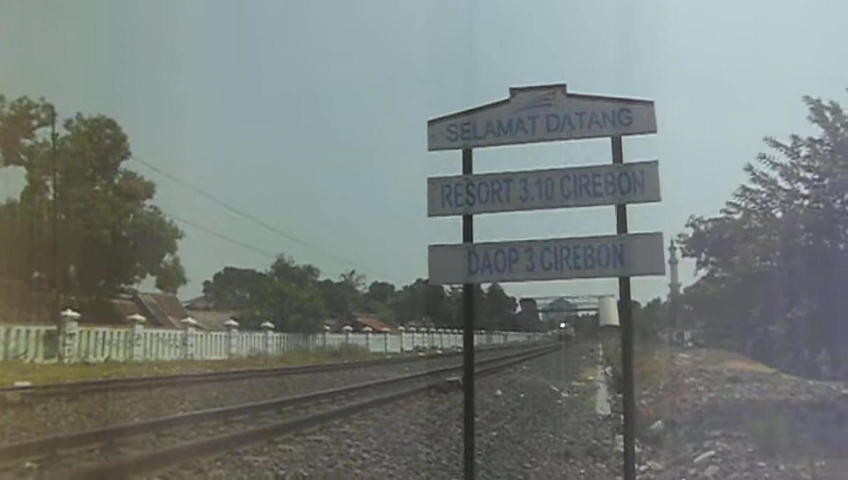 SELAMAT DATANG
RESORT 3.10 CIREBON
DAOP 3 CIREBON